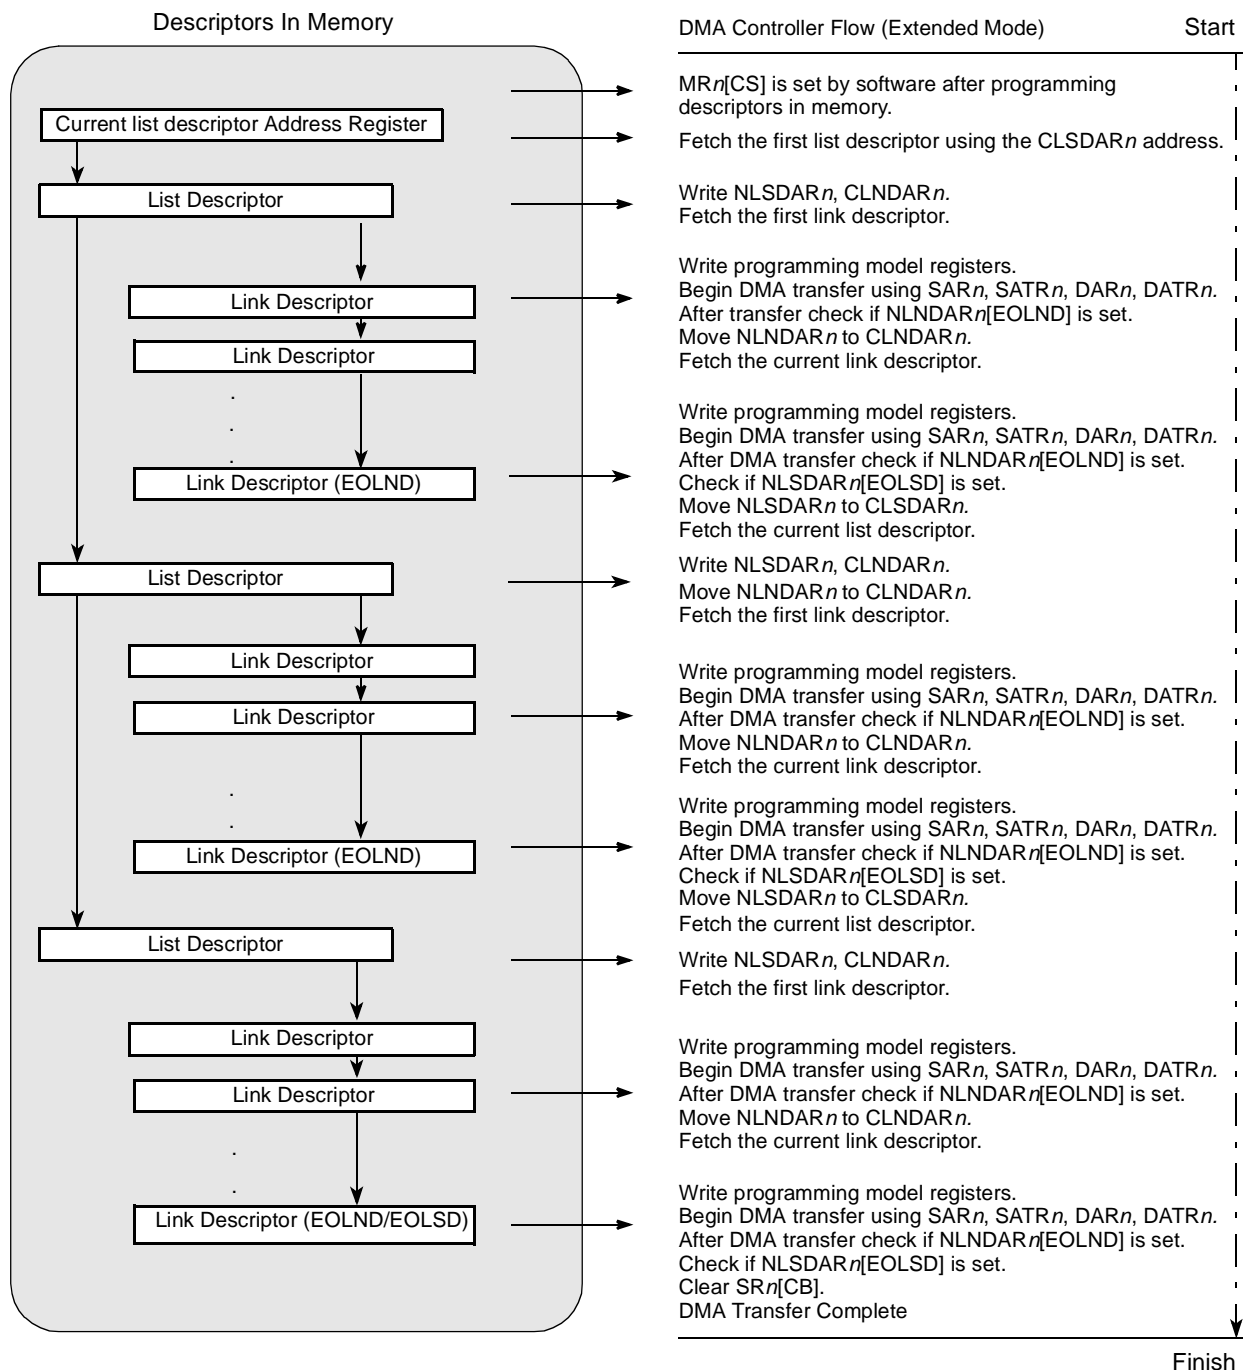 Descriptors In Memory
Current list descriptor Address Register
List Descriptor
Link Descriptor
Link Descriptor
.
.
.
Link Descriptor (EOLND)
List Descriptor
Link Descriptor
Link Descriptor
.
.
Link Descriptor (EOLND)
List Descriptor
Link Descriptor
Link Descriptor
.
.
Link Descriptor (EOLND/EOLSD)
DMA Controller Flow (Extended Mode) Start
MRn[CS] is set by software after programming
descriptors in memory.
Fetch the first list descriptor using the CLSDARn address.
Write NLSDARn, CLNDARn.
Fetch the first link descriptor.
Write programming model registers.
Begin DMA transfer using SARn, SATRn, DARn, DATRn.
After transfer check if NLNDARn[EOLND] is set.
Move NLNDARn to CLNDARn.
Fetch the current link descriptor.
Write programming model registers.
Begin DMA transfer using SARn, SATRn, DARn, DATRn.
After DMA transfer check if NLNDARn[EOLND] is set.
Check if NLSDARn[EOLSD] is set.
Move NLSDARn to CLSDARn.
Fetch the current list descriptor.
Write NLSDARn, CLNDARn.
Move NLNDARn to CLNDARn.
Fetch the first link descriptor.
Write programming model registers.
Begin DMA transfer using SARn, SATRn, DARn, DATRn.
After DMA transfer check if NLNDARn[EOLND] is set.
Move NLNDARn to CLNDARn.
Fetch the current link descriptor.
Write programming model registers.
Begin DMA transfer using SARn, SATRn, DARn, DATRn.
After DMA transfer check if NLNDARn[EOLND] is set.
Check if NLSDARn[EOLSD] is set.
Move NLSDARn to CLSDARn.
Fetch the current list descriptor.
Write NLSDARn, CLNDARn.
Fetch the first link descriptor.
Write programming model registers.
Begin DMA transfer using SARn, SATRn, DARn, DATRn.
After DMA transfer check if NLNDARn[EOLND] is set.
Move NLNDARn to CLNDARn.
Fetch the current link descriptor.
Write programming model registers.
Begin DMA transfer using SARn, SATRn, DARn, DATRn.
After DMA transfer check if NLNDARn[EOLND] is set.
Check if NLSDARn[EOLSD] is set.
Clear SRn[CB].
DMA Transfer Complete
Finish